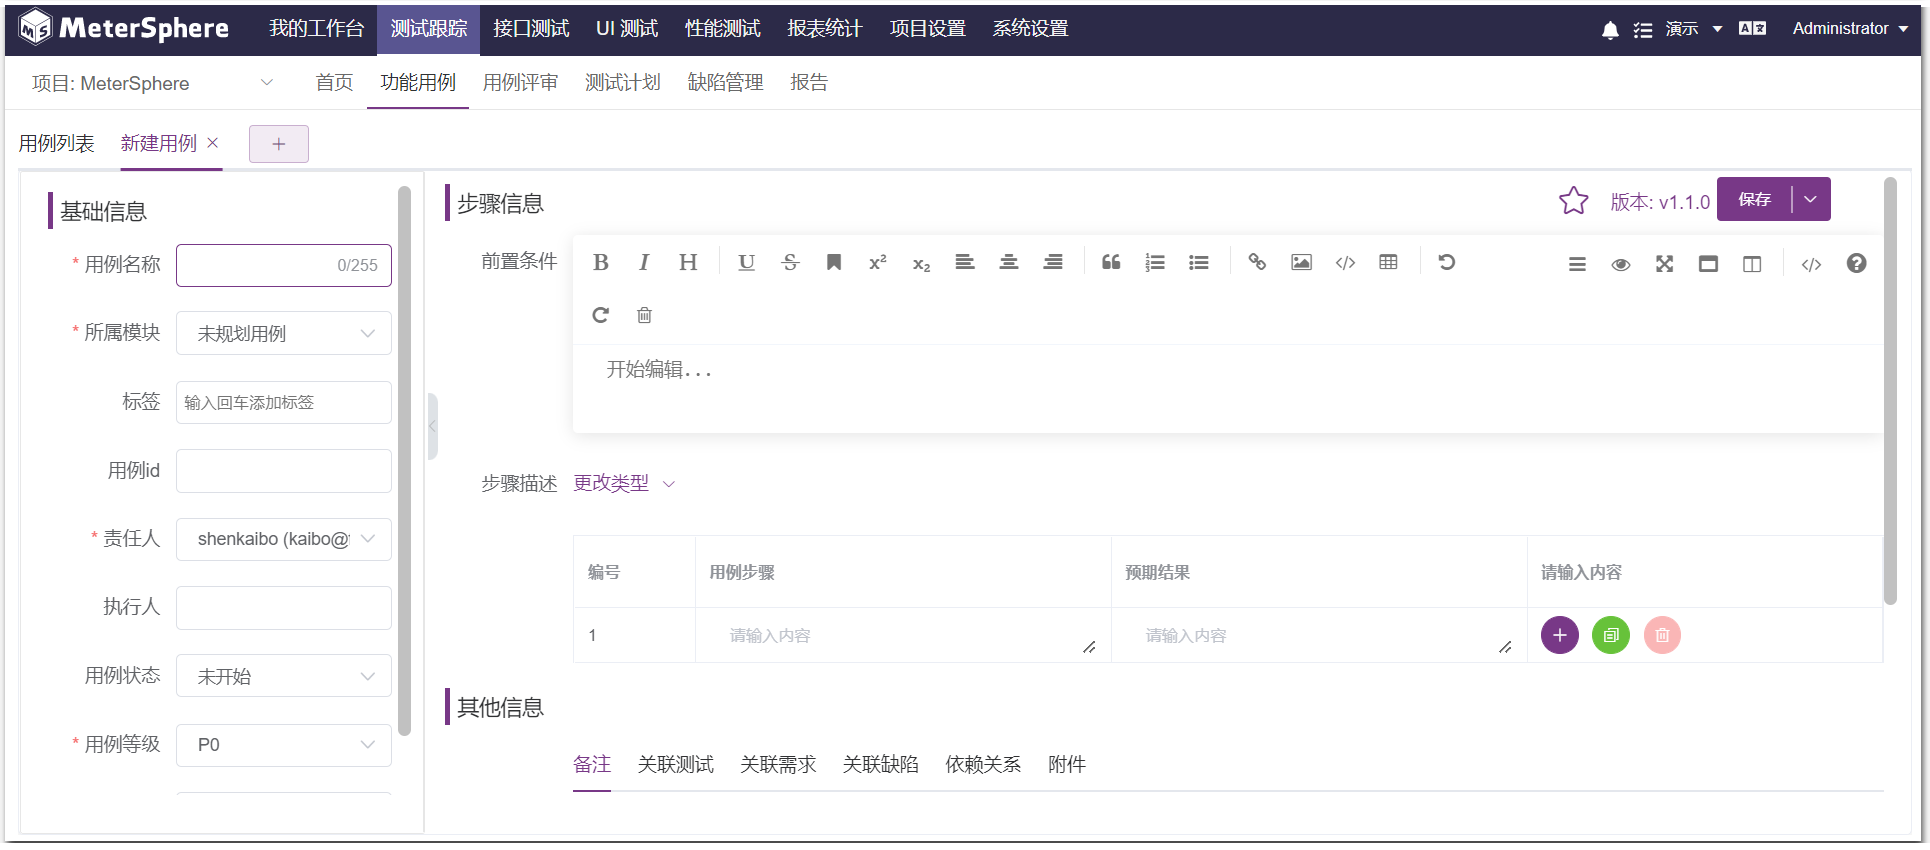 MeterSphere 我的工作台 测试跟踪 接口测试 UI 测试 性能测试 报表统计 项目设置 系统设置 演示 Administrator
项目: MeterSphere 首页 功能用例 用例评审 测试计划 缺陷管理 报告
用例列表 新建用例
基础信息
* 用例名称 0/255
* 所属模块 未规划用例
标签 输入回车添加标签
用例id
* 责任人 shenkaibo (kaibo@
执行人
用例状态 未开始
* 用例等级 P0
步骤信息 版本: v1.1.0 保存
前置条件
开始编辑...
步骤描述 更改类型
编号 用例步骤 预期结果 请输入内容
1 请输入内容 请输入内容
其他信息
备注 关联测试 关联需求 关联缺陷 依赖关系 附件